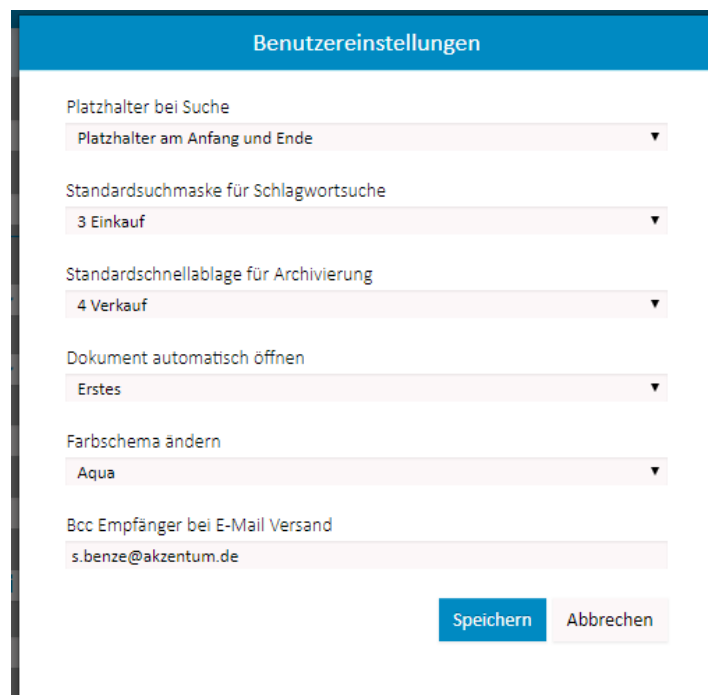 Benutzereinstellungen
Platzhalter bei Suche
Platzhalter am Anfang und Ende
Standardsuchmaske für Schlagwortsuche
3 Einkauf
Standardschnellablage für Archivierung
4 Verkauf
Dokument automatisch öffnen
Erstes
Farbschema ändern
Aqua
Bcc Empfänger bei E-Mail Versand
s.benze@akzentum.de
Speichern Abbrechen